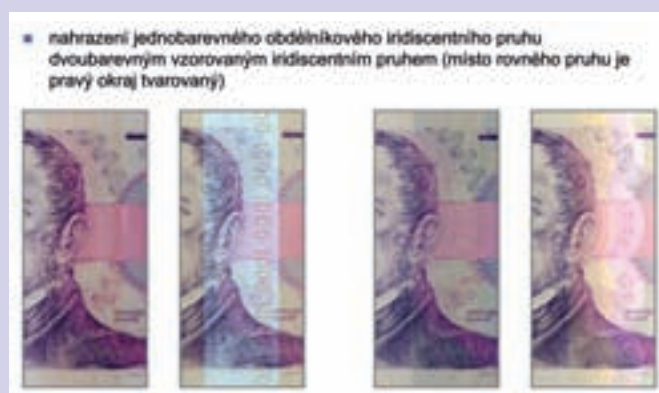 nahrazení jednobarevného obdélníkového iridiscentního pruhu
dvoubarevným vzorovaným iridiscentním pruhem (místo rovného pruhu je
pravý okraj tvarovaný)